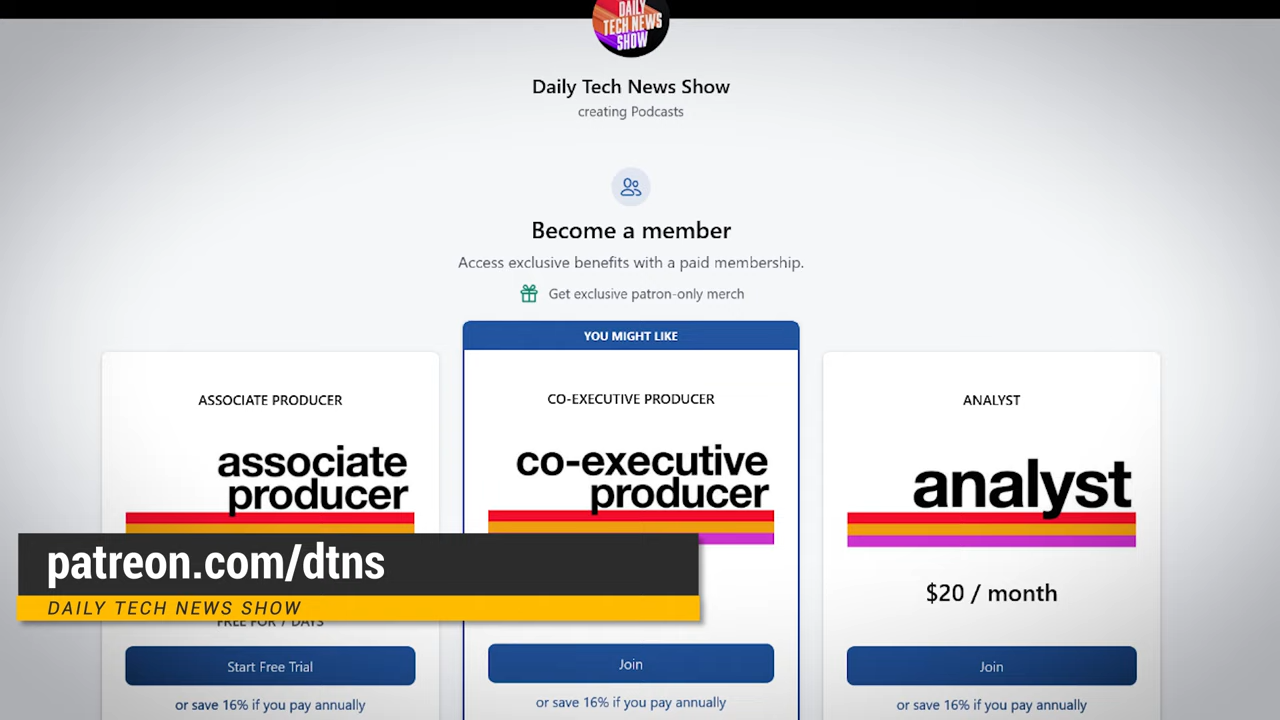 DAILY
TECH NEWS
SHOW
Daily Tech News Show
creating Podcasts
Become a member
Access exclusive benefits with a paid membership.
Get exclusive patron-only merch
YOU MIGHT LIKE
ASSOCIATE PRODUCER
associate
producer
CO-EXECUTIVE PRODUCER
co-executive
producer
ANALYST
analyst
$20 / month
patreon.com/dtns
DAILY TECH NEWS SHOW
FREE FOR 7 DAYS
Start Free Trial
or save 16% if you pay annually
Join
or save 16% if you pay annually
Join
or save 16% if you pay annually